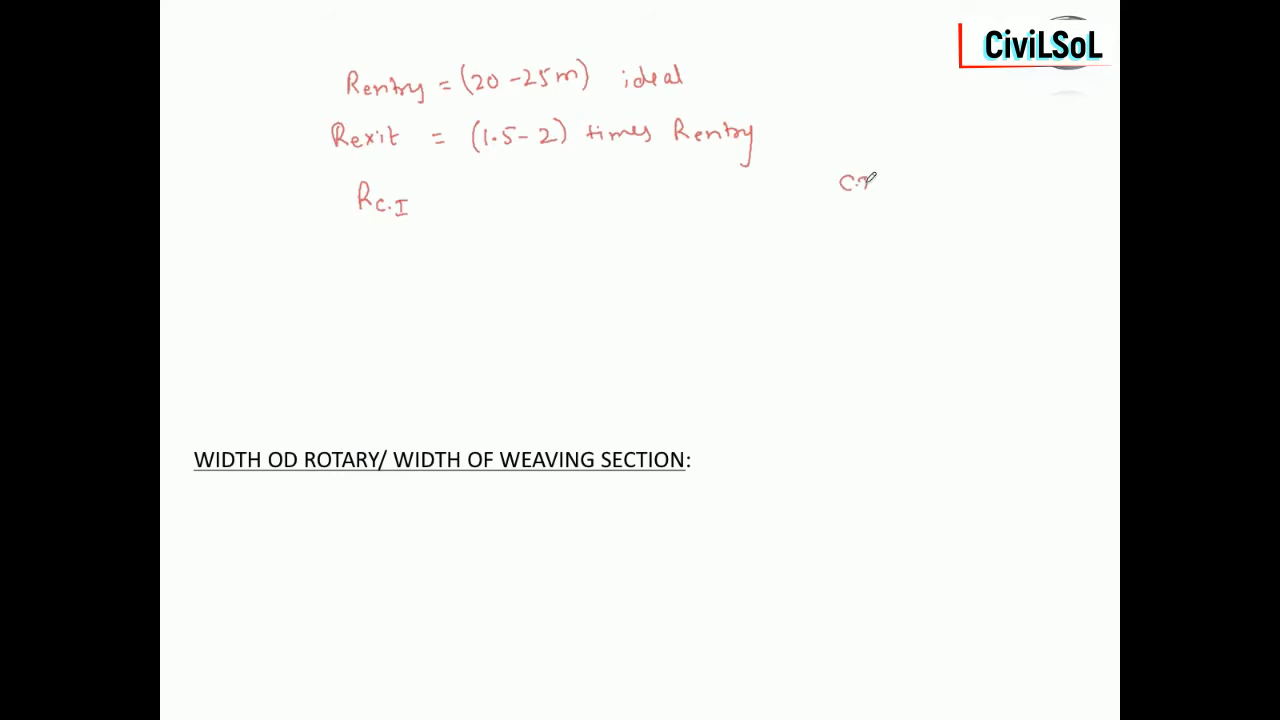 CiviLSoL
Rentry = (20-25m) ideal
Rexit = (1.5-2) times Rentry
RC.I
WIDTH OD ROTARY/ WIDTH OF WEAVING SECTION: